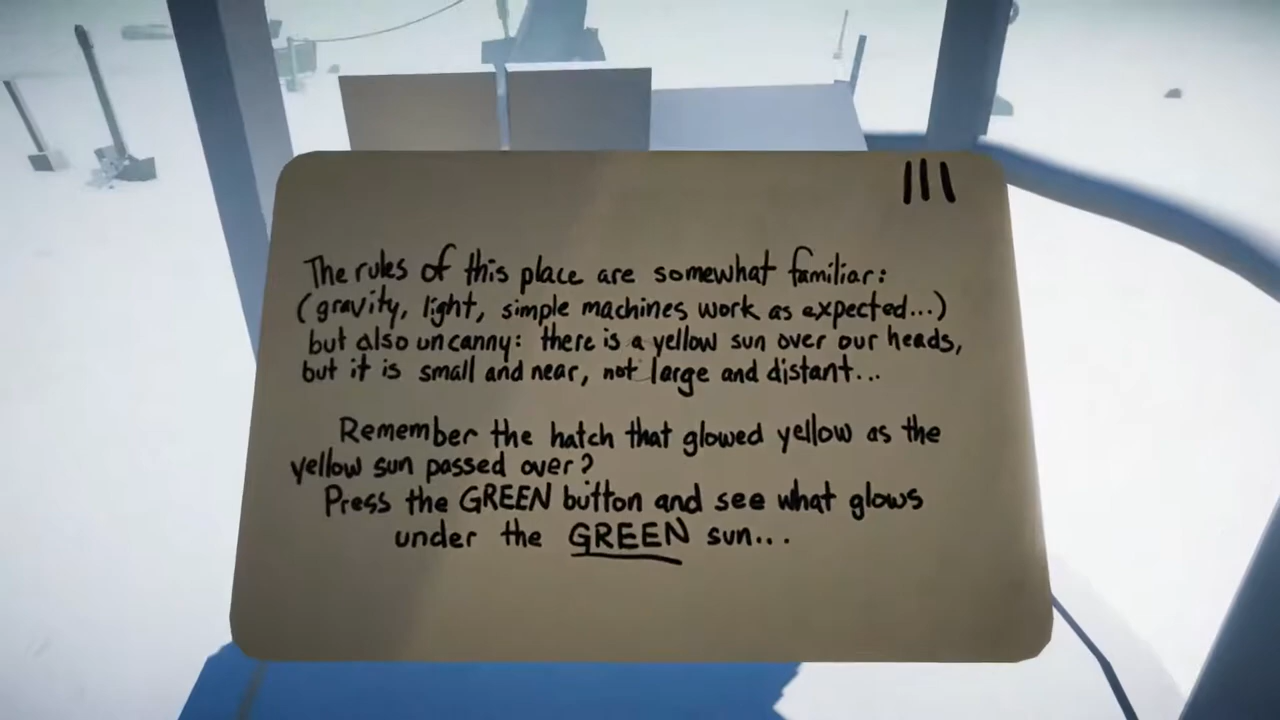 III
The rules of this place are somewhat familiar:
(gravity, light, simple machines work as expected...)
but also uncanny: there is a yellow sun over our heads,
but it is small and near, not large and distant...
Remember the hatch that glowed yellow as the
yellow sun passed over?
Press the GREEN button and see what glows
under the GREEN sun...